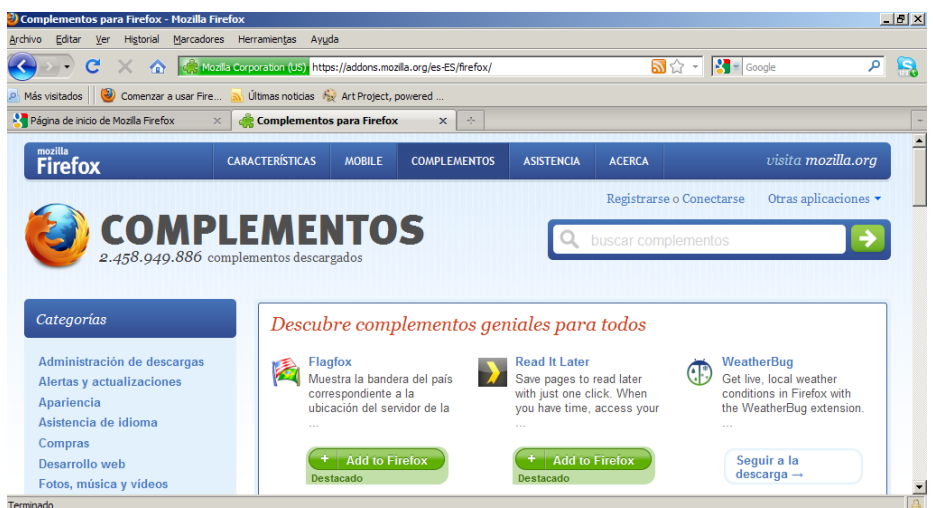 Complementos para Firefox - Mozilla Firefox
Archivo Editar Ver Historial Marcadores Herramientas Ayuda
Mozilla Corporation (US) https://addons.mozilla.org/es-ES/firefox/ Google
Más visitados Comenzar a usar Fire... Últimas noticias Art Project, powered ...
Página de inicio de Mozilla Firefox Complementos para Firefox
mozilla
Firefox CARACTERÍSTICAS MOBILE COMPLEMENTOS ASISTENCIA ACERCA visita mozilla.org
Registrarse o Conectarse Otras aplicaciones
COMPLEMENTOS
2.458.949.886 complementos descargados
buscar complementos
Categorías
Administración de descargas
Alertas y actualizaciones
Apariencia
Asistencia de idioma
Compras
Desarrollo web
Fotos, música y vídeos
Descubre complementos geniales para todos
Flagfox
Muestra la bandera del país
correspondiente a la
ubicación del servidor de la
...
+ Add to Firefox
Destacado
Read It Later
Save pages to read later
with just one click. When
you have time, access your
...
+ Add to Firefox
Destacado
WeatherBug
Get live, local weather
conditions in Firefox with
the WeatherBug extension.
...
Seguir a la
descarga →
Terminado